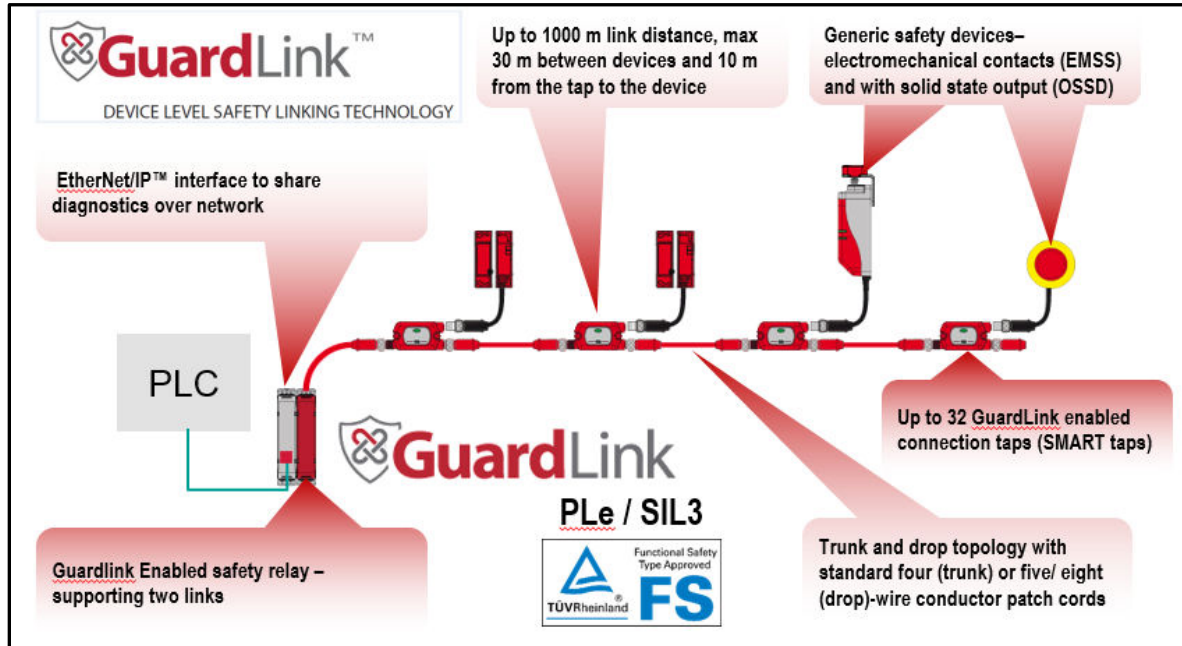 GuardLink™
DEVICE LEVEL SAFETY LINKING TECHNOLOGY
Up to 1000 m link distance, max
30 m between devices and 10 m
from the tap to the device
Generic safety devices–
electromechanical contacts (EMSS)
and with solid state output (OSSD)
EtherNet/IP™ interface to share
diagnostics over network
PLC
GuardLink
Up to 32 GuardLink enabled
connection taps (SMART taps)
PLe / SIL3
Guardlink Enabled safety relay –
supporting two links
TÜVRheinland®
Functional Safety
Type Approved
FS
Trunk and drop topology with
standard four (trunk) or five/ eight
(drop)-wire conductor patch cords